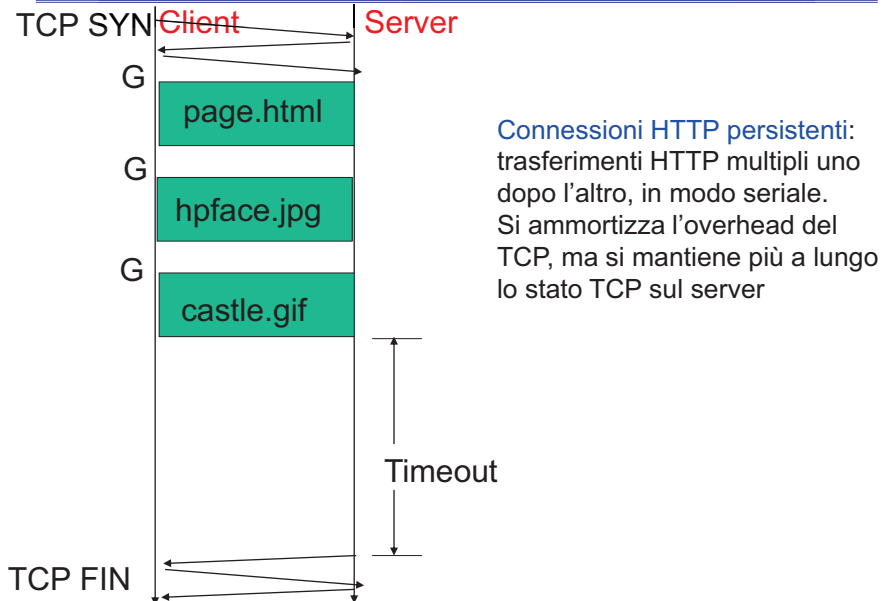 TCP SYN Client Server
G
page.html
G
hpface.jpg
G
castle.gif
Timeout
TCP FIN
Connessioni HTTP persistenti:
trasferimenti HTTP multipli uno
dopo l'altro, in modo seriale.
Si ammortizza l'overhead del
TCP, ma si mantiene più a lungo
lo stato TCP sul server